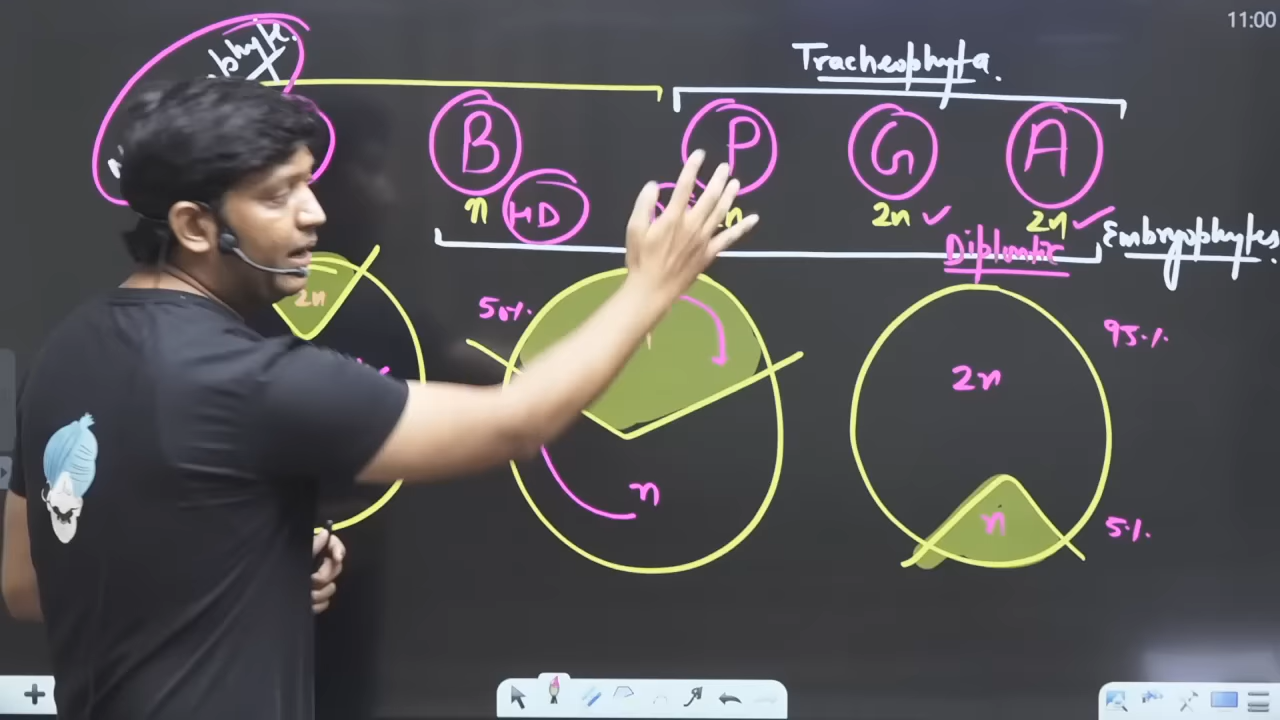 11:00
Tracheophyta.
B
P
G
A
n
HD
2n
2n
Embryophytes.
Diplontic
2n
50%
95%
2n
n
n
5%